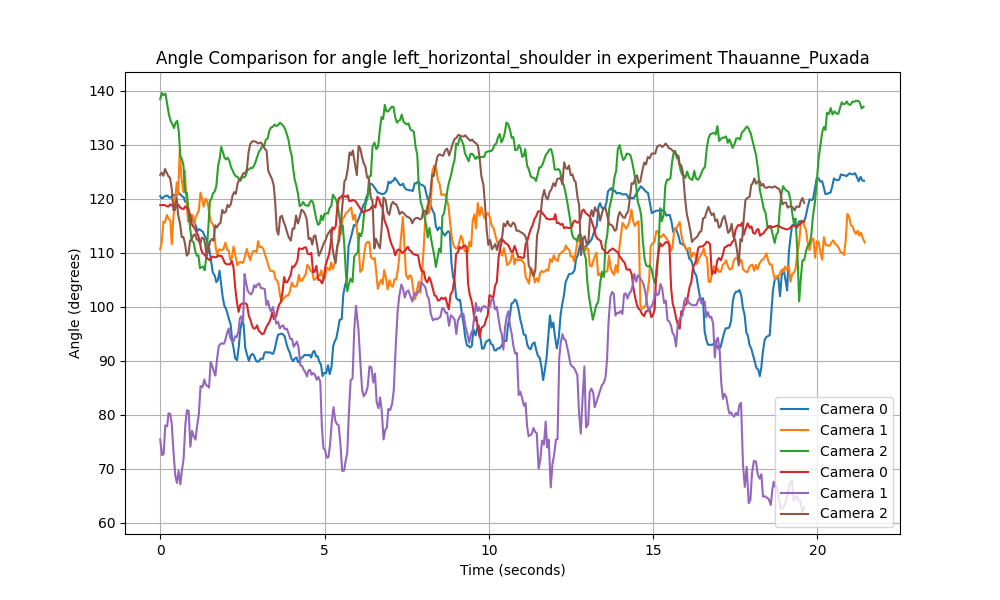 Angle Comparison for angle left_horizontal_shoulder in experiment Thauanne_Puxada
Angle (degrees)
140
130
120
110
100
90
80
70
60
0
5
10
15
20
Time (seconds)
Camera 0
Camera 1
Camera 2
Camera 0
Camera 1
Camera 2